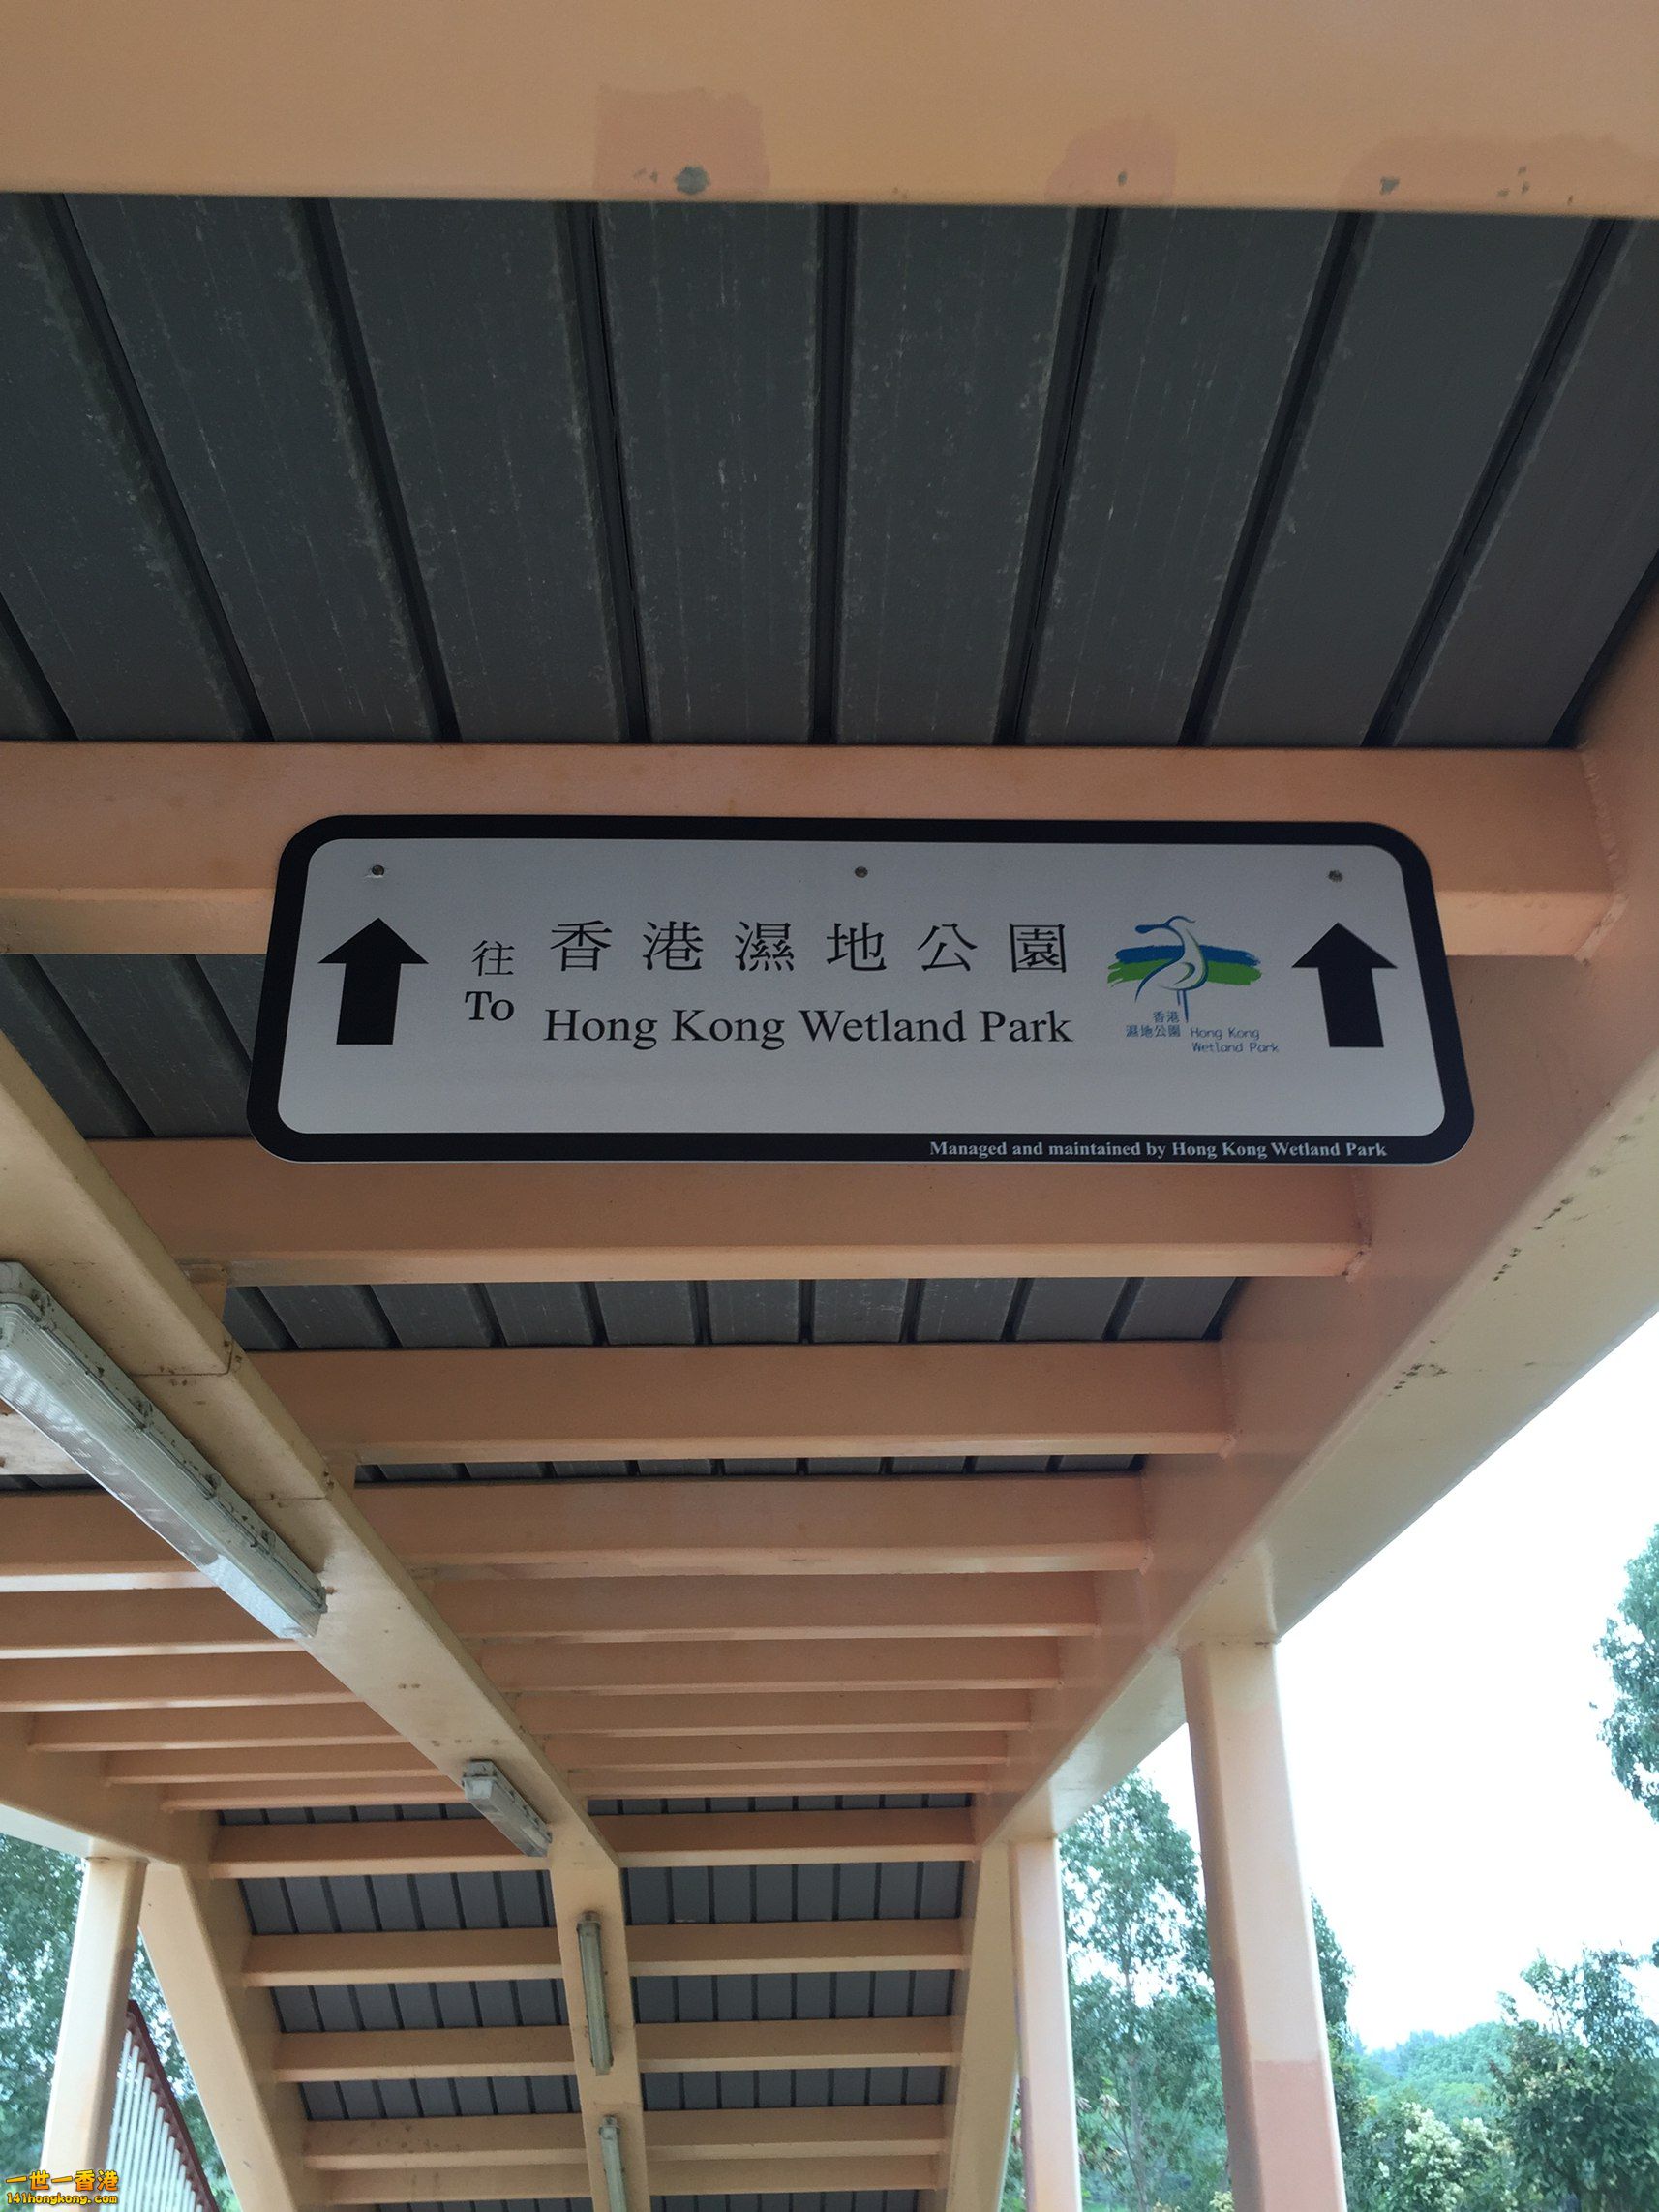 往 香港濕地公園
To Hong Kong Wetland Park
香港
濕地公園 Hong Kong
Wetland Park
Managed and maintained by Hong Kong Wetland Park
一世一香港
141hongkong.com